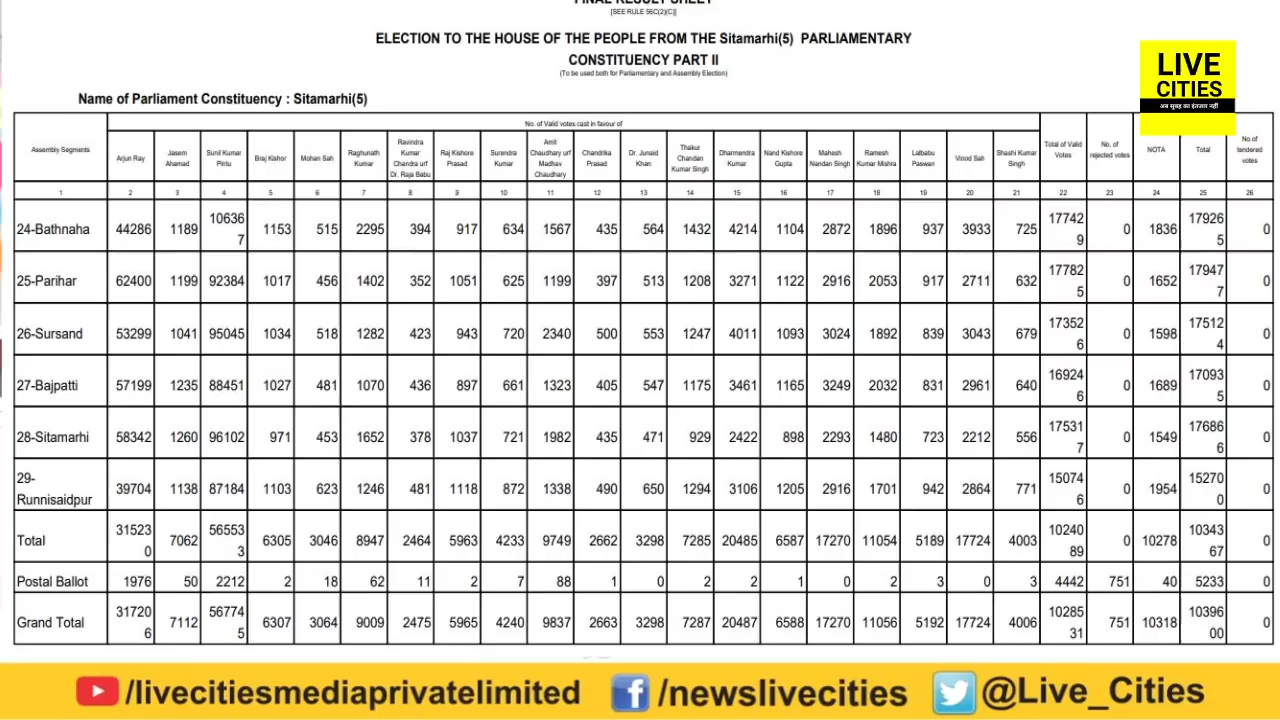 FINAL RESULT SHEET
[SEE RULE 56C(2)(C)]
ELECTION TO THE HOUSE OF THE PEOPLE FROM THE Sitamarhi(5) PARLIAMENTARY
CONSTITUENCY PART II
(To be used both for Parliamentary and Assembly Election)
LIVE
CITIES
अब सुबह का इंतजार नहीं
Name of Parliament Constituency : Sitamarhi(5)
No. of Valid votes cast in favour of
Assembly Segments Arjun Ray Jasem Ahamad Sunil Kumar Pintu Braj Kishor Mohan Sah Raghunath Kumar Ravindra Kumar Chandra urf Dr. Raja Babu Raj Kishore Prasad Surendra Kumar Amit Chaudhary urf Madhav Chaudhary Chandrika Prasad Dr. Junaid Khan Thakur Chandan Kumar Singh Dharmendra Kumar Nand Kishore Gupta Mahesh Nandan Singh Ramesh Kumar Mishra Lalbabu Paswan Vinod Sah Shashi Kumar Singh Total of Valid Votes No. of rejected votes NOTA Total No of tendered votes
1 2 3 4 5 6 7 8 9 10 11 12 13 14 15 16 17 18 19 20 21 22 23 24 25 26
24-Bathnaha 44286 1189 106367 1153 515 2295 394 917 634 1567 435 564 1432 4214 1104 2872 1896 937 3933 725 177429 0 1836 179265 0
25-Parihar 62400 1199 92384 1017 456 1402 352 1051 625 1199 397 513 1208 3271 1122 2916 2053 917 2711 632 177825 0 1652 179477 0
26-Sursand 53299 1041 95045 1034 518 1282 423 943 720 2340 500 553 1247 4011 1093 3024 1892 839 3043 679 173526 0 1598 175124 0
27-Bajpatti 57199 1235 88451 1027 481 1070 436 897 661 1323 405 547 1175 3461 1165 3249 2032 831 2961 640 169246 0 1689 170935 0
28-Sitamarhi 58342 1260 96102 971 453 1652 378 1037 721 1982 435 471 929 2422 898 2293 1480 723 2212 556 175317 0 1549 176866 0
29-Runnisaidpur 39704 1138 87184 1103 623 1246 481 1118 872 1338 490 650 1294 3106 1205 2916 1701 942 2864 771 150746 0 1954 152700 0
Total 315230 7062 565533 6305 3046 8947 2464 5963 4233 9749 2662 3298 7285 20485 6587 17270 11054 5189 17724 4003 1024089 0 10278 1034367 0
Postal Ballot 1976 50 2212 2 18 62 11 2 7 88 1 0 2 2 1 0 2 3 0 3 4442 751 40 5233 0
Grand Total 317206 7112 567745 6307 3064 9009 2475 5965 4240 9837 2663 3298 7287 20487 6588 17270 11056 5192 17724 4006 1028531 751 10318 1039600 0
/livecitiesmediaprivatelimited /newslivecities @Live_Cities